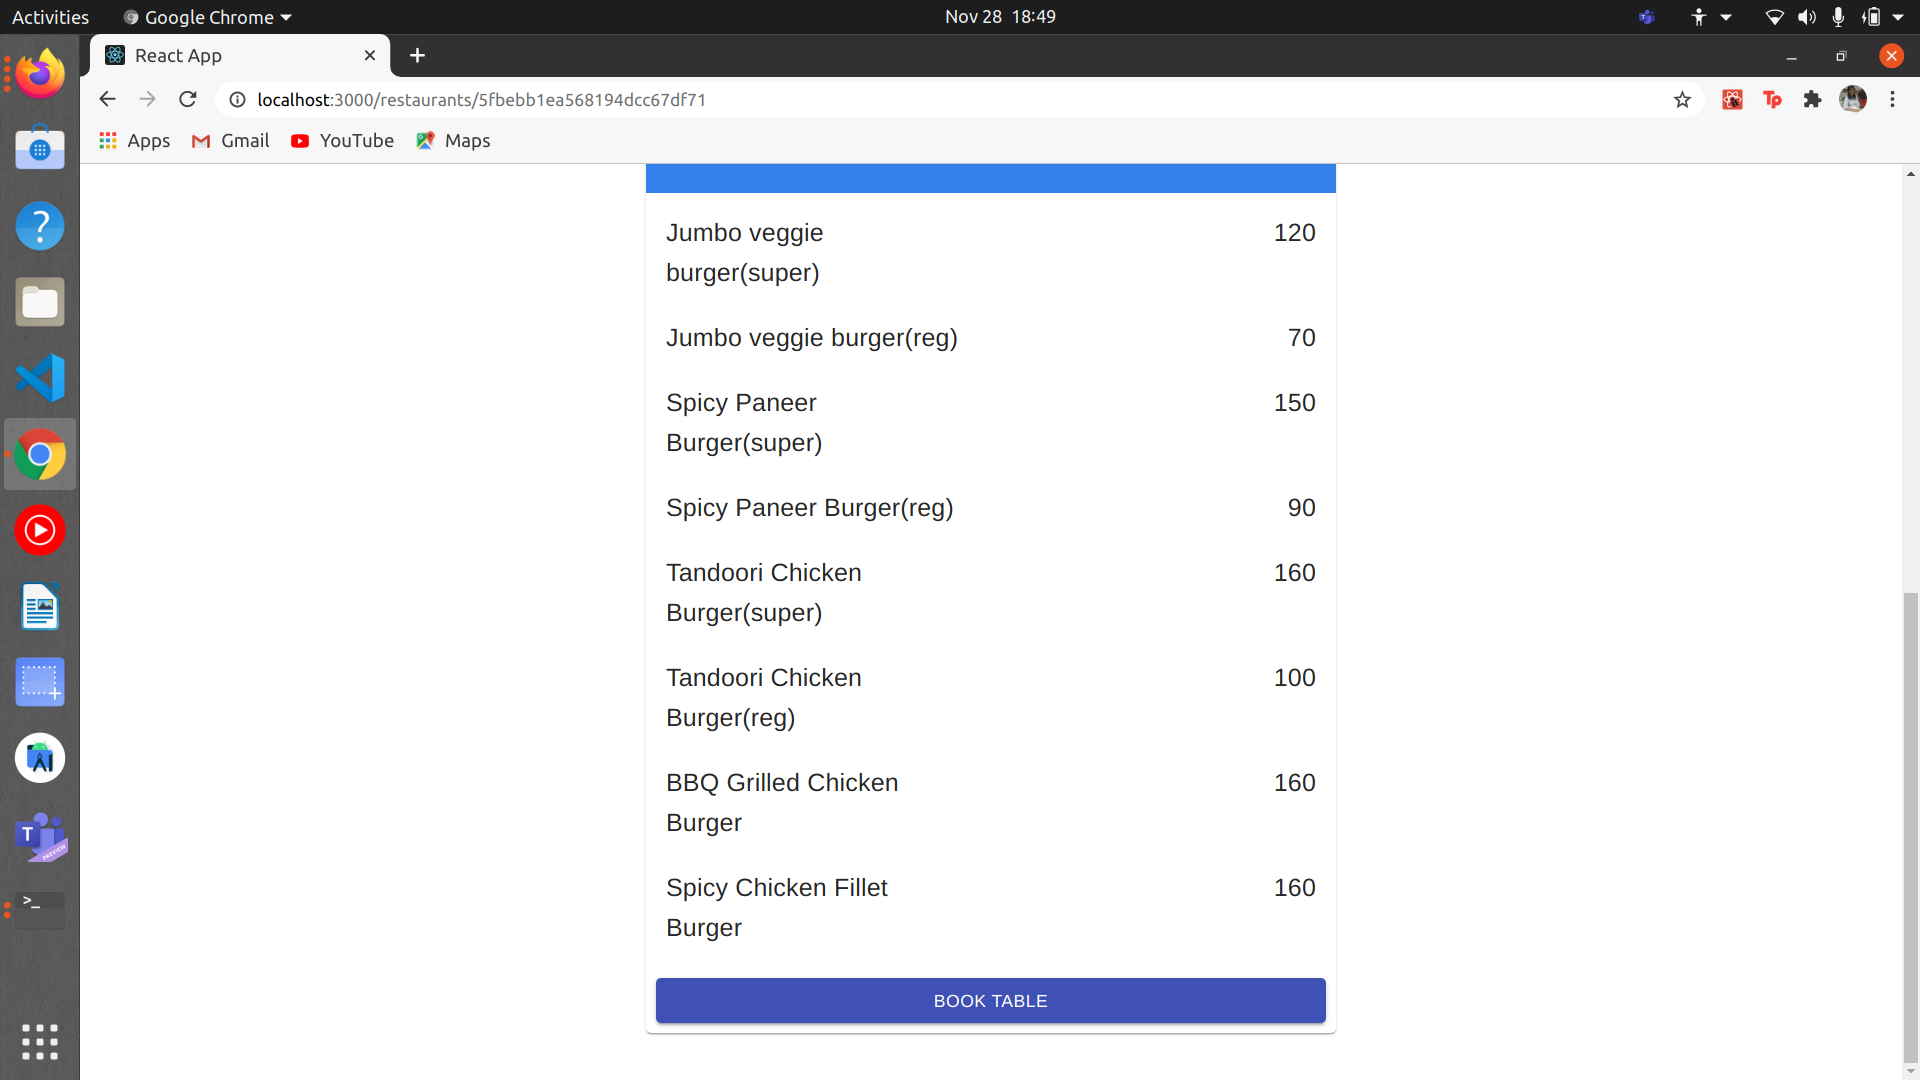 Activities
Google Chrome
Nov 28 18:49
React App
localhost:3000/restaurants/5fbebb1ea568194dcc67df71
Tp
Apps
Gmail
YouTube
Maps
Jumbo veggie
burger(super)
120
Jumbo veggie burger(reg)
70
Spicy Paneer
Burger(super)
150
Spicy Paneer Burger(reg)
90
Tandoori Chicken
Burger(super)
160
Tandoori Chicken
Burger(reg)
100
BBQ Grilled Chicken
Burger
160
Spicy Chicken Fillet
Burger
160
BOOK TABLE
T
PREVIEW
>_